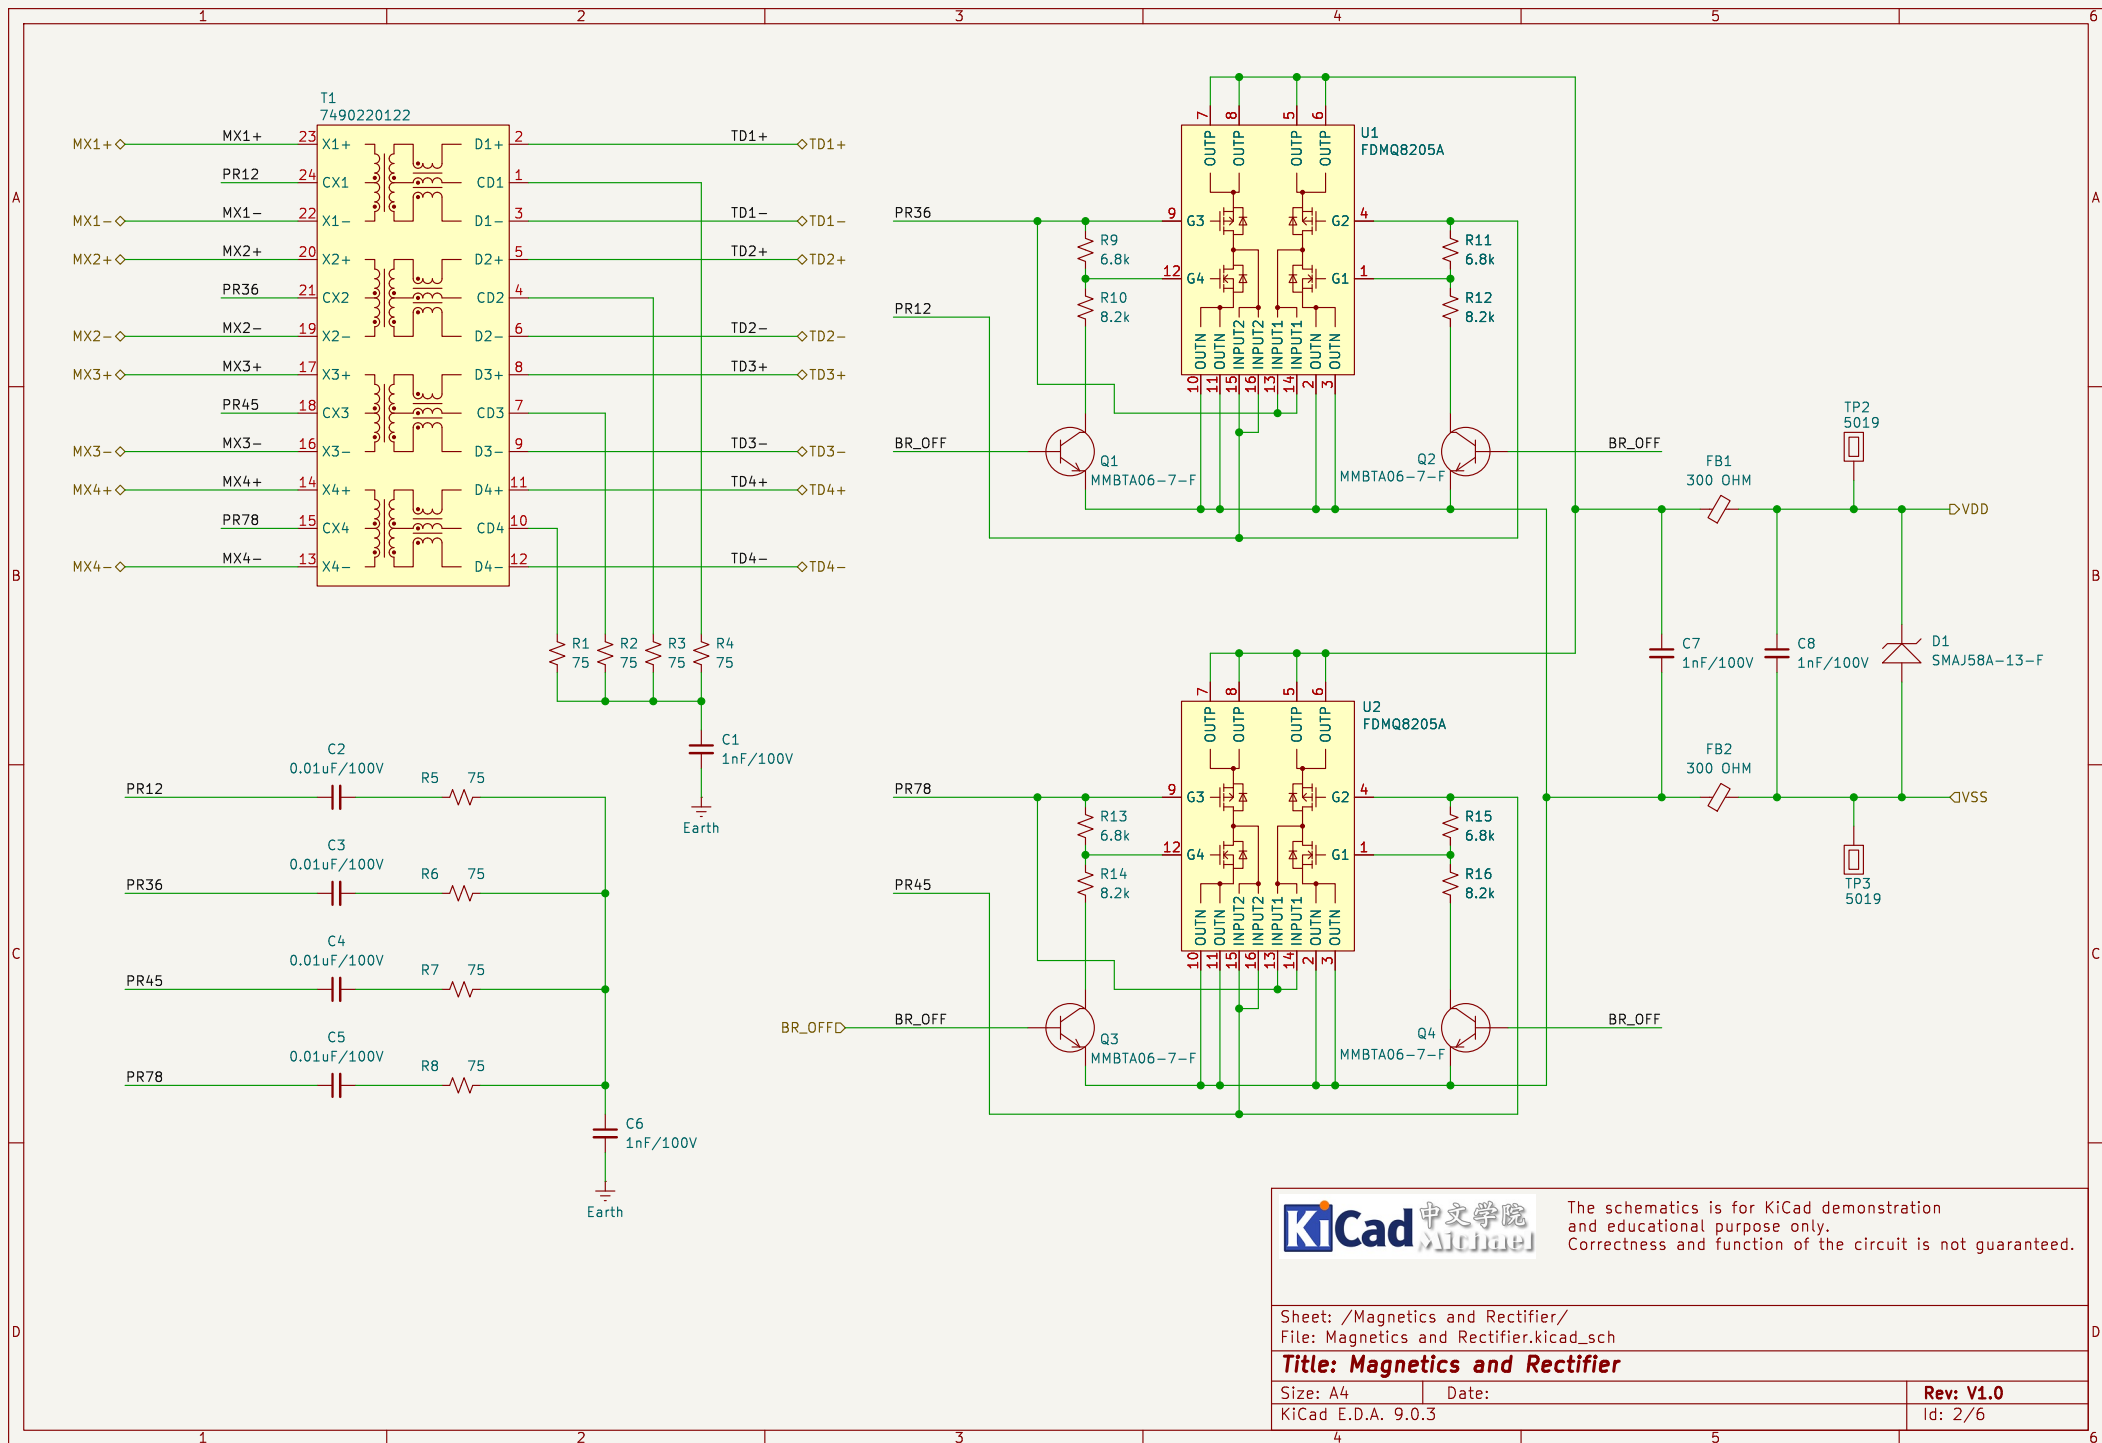 1 2 3 4 5 6
A
B
C
D
T1
7490220122
MX1+ MX1+ 23 X1+ D1+ 2 TD1+ TD1+
PR12 24 CX1 CD1 1
MX1- MX1- 22 X1- D1- 3 TD1- TD1-
MX2+ MX2+ 20 X2+ D2+ 5 TD2+ TD2+
PR36 21 CX2 CD2 4
MX2- MX2- 19 X2- D2- 6 TD2- TD2-
MX3+ MX3+ 17 X3+ D3+ 8 TD3+ TD3+
PR45 18 CX3 CD3 7
MX3- MX3- 16 X3- D3- 9 TD3- TD3-
MX4+ MX4+ 14 X4+ D4+ 11 TD4+ TD4+
PR78 15 CX4 CD4 10
MX4- MX4- 13 X4- D4- 12 TD4- TD4-
R1 R2 R3 R4
75 75 75 75
C1
1nF/100V
Earth
C2
0.01uF/100V
R5 75
PR12
C3
0.01uF/100V
R6 75
PR36
C4
0.01uF/100V
R7 75
PR45
C5
0.01uF/100V
R8 75
PR78
C6
1nF/100V
Earth
7 8 5 6
U1
FDMQ8205A
OUTP OUTP OUTP OUTP
PR36 9 G3 G2 4
R9
6.8k
R11
6.8k
12 G4 G1 1
R10
8.2k
R12
8.2k
PR12
OUTN OUTN INPUT2 INPUT2 INPUT1 INPUT1 OUTN OUTN
10 11 15 16 13 14 2 3
BR_OFF
Q1
MMBTA06-7-F
Q2
MMBTA06-7-F
BR_OFF
7 8 5 6
U2
FDMQ8205A
OUTP OUTP OUTP OUTP
PR78 9 G3 G2 4
R13
6.8k
R15
6.8k
12 G4 G1 1
R14
8.2k
R16
8.2k
PR45
OUTN OUTN INPUT2 INPUT2 INPUT1 INPUT1 OUTN OUTN
10 11 15 16 13 14 2 3
BR_OFF BR_OFF
Q3
MMBTA06-7-F
Q4
MMBTA06-7-F
BR_OFF
TP2
5019
FB1
300 OHM
VDD
C7
1nF/100V
C8
1nF/100V
D1
SMAJ58A-13-F
FB2
300 OHM
VSS
TP3
5019
KiCad 中文学院
Michael
The schematics is for KiCad demonstration
and educational purpose only.
Correctness and function of the circuit is not guaranteed.
Sheet: /Magnetics and Rectifier/
File: Magnetics and Rectifier.kicad_sch
Title: Magnetics and Rectifier
Size: A4 Date: Rev: V1.0
KiCad E.D.A. 9.0.3 Id: 2/6
A
B
C
D
1 2 3 4 5 6